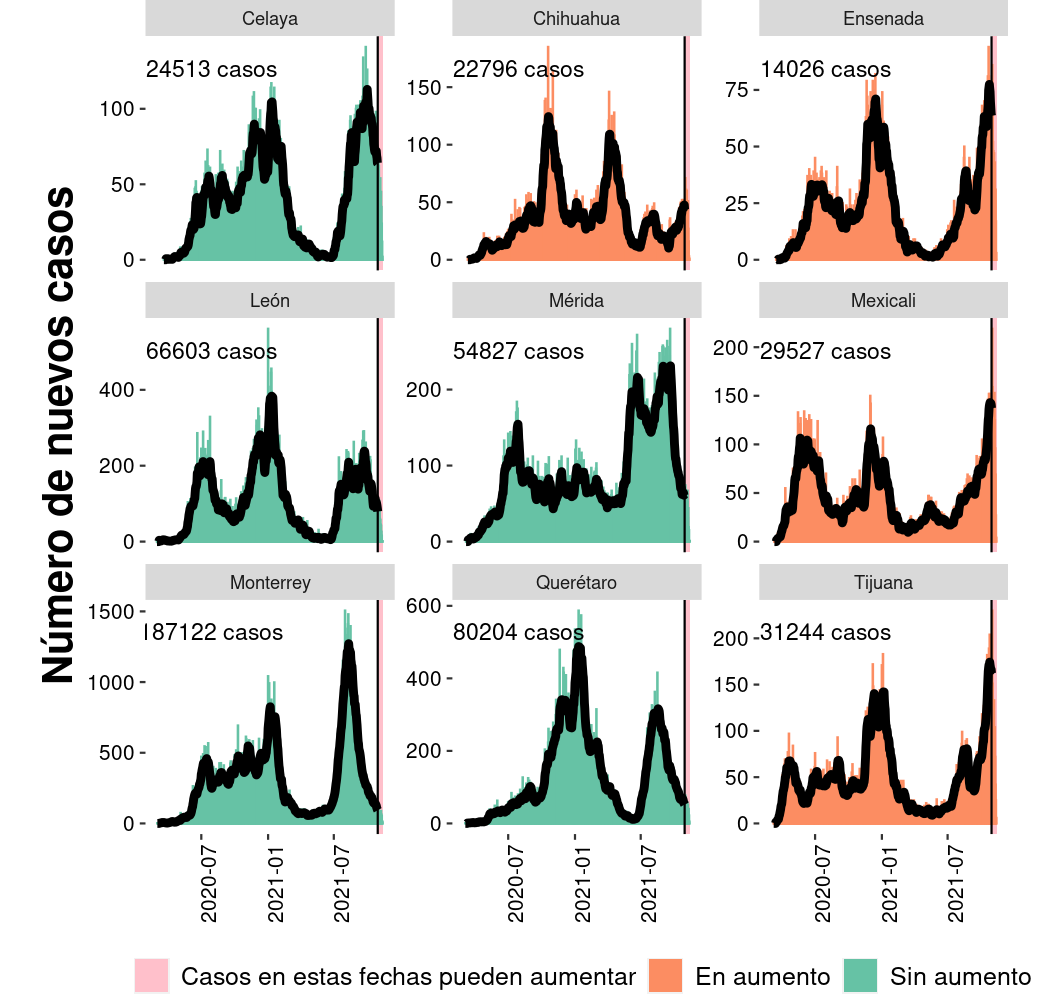 Número de nuevos casos
Celaya
Chihuahua
Ensenada
24513 casos
22796 casos
14026 casos
100
50
0
150
100
50
0
75
50
25
0
León
Mérida
Mexicali
66603 casos
54827 casos
29527 casos
400
200
0
200
100
0
200
150
100
50
0
Monterrey
Querétaro
Tijuana
187122 casos
80204 casos
31244 casos
1500
1000
500
0
600
400
200
0
200
150
100
50
0
2020-07
2021-01
2021-07
2020-07
2021-01
2021-07
2020-07
2021-01
2021-07
Casos en estas fechas pueden aumentar
En aumento
Sin aumento